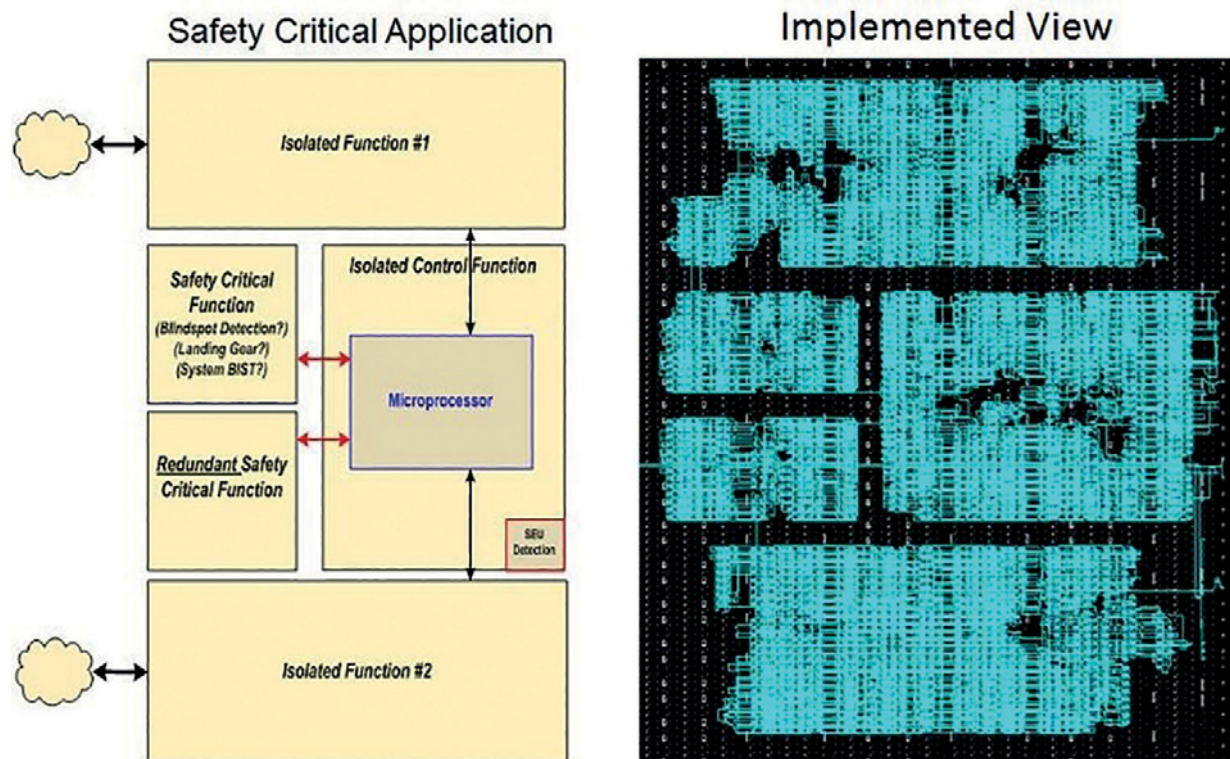 Safety Critical Application
Implemented View
Isolated Function #1
Safety Critical
Function
(Blindspot Detection?)
(Landing Gear?)
(System BIST?)
Isolated Control Function
Microprocessor
Redundant Safety
Critical Function
SEU
Detection
Isolated Function #2